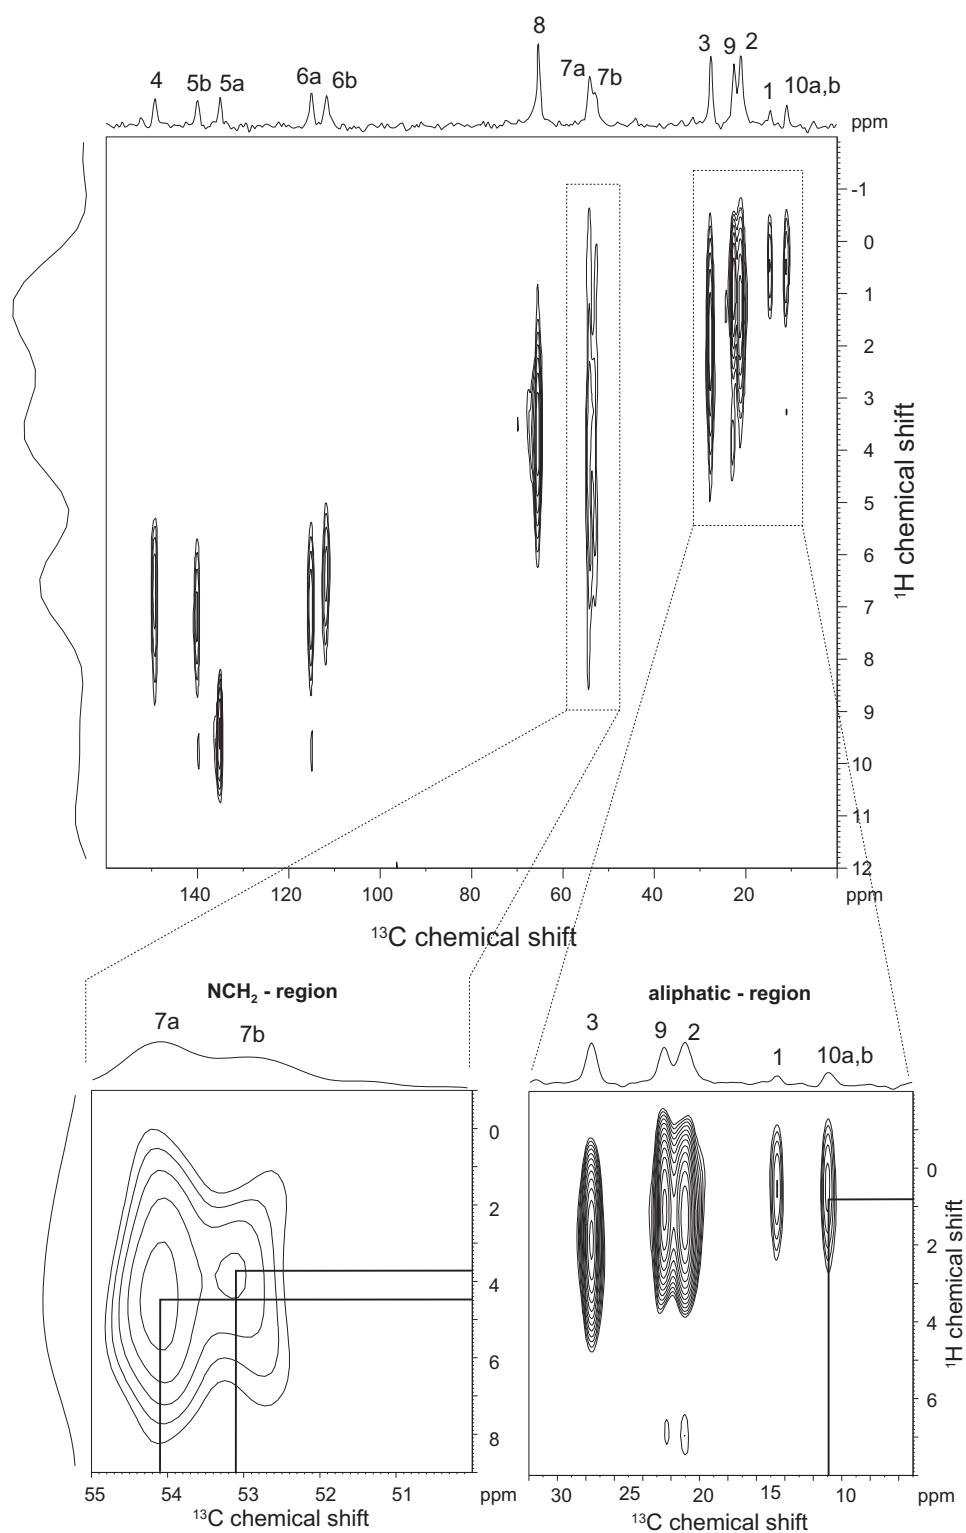 8
3 9 2
4 5b 5a 6a 6b 7a 7b 1 10a,b
ppm
-1
0
1
2
3
4
5
6
7
8
9
10
11
12
¹H chemical shift
140 120 100 80 60 40 20 ppm
¹³C chemical shift
NCH₂ - region
7a 7b
0
2
4
6
8
55 54 53 52 51 ppm
¹³C chemical shift
aliphatic - region
3 9 2 1 10a,b
0
2
4
6
¹H chemical shift
30 25 20 15 10 ppm
¹³C chemical shift